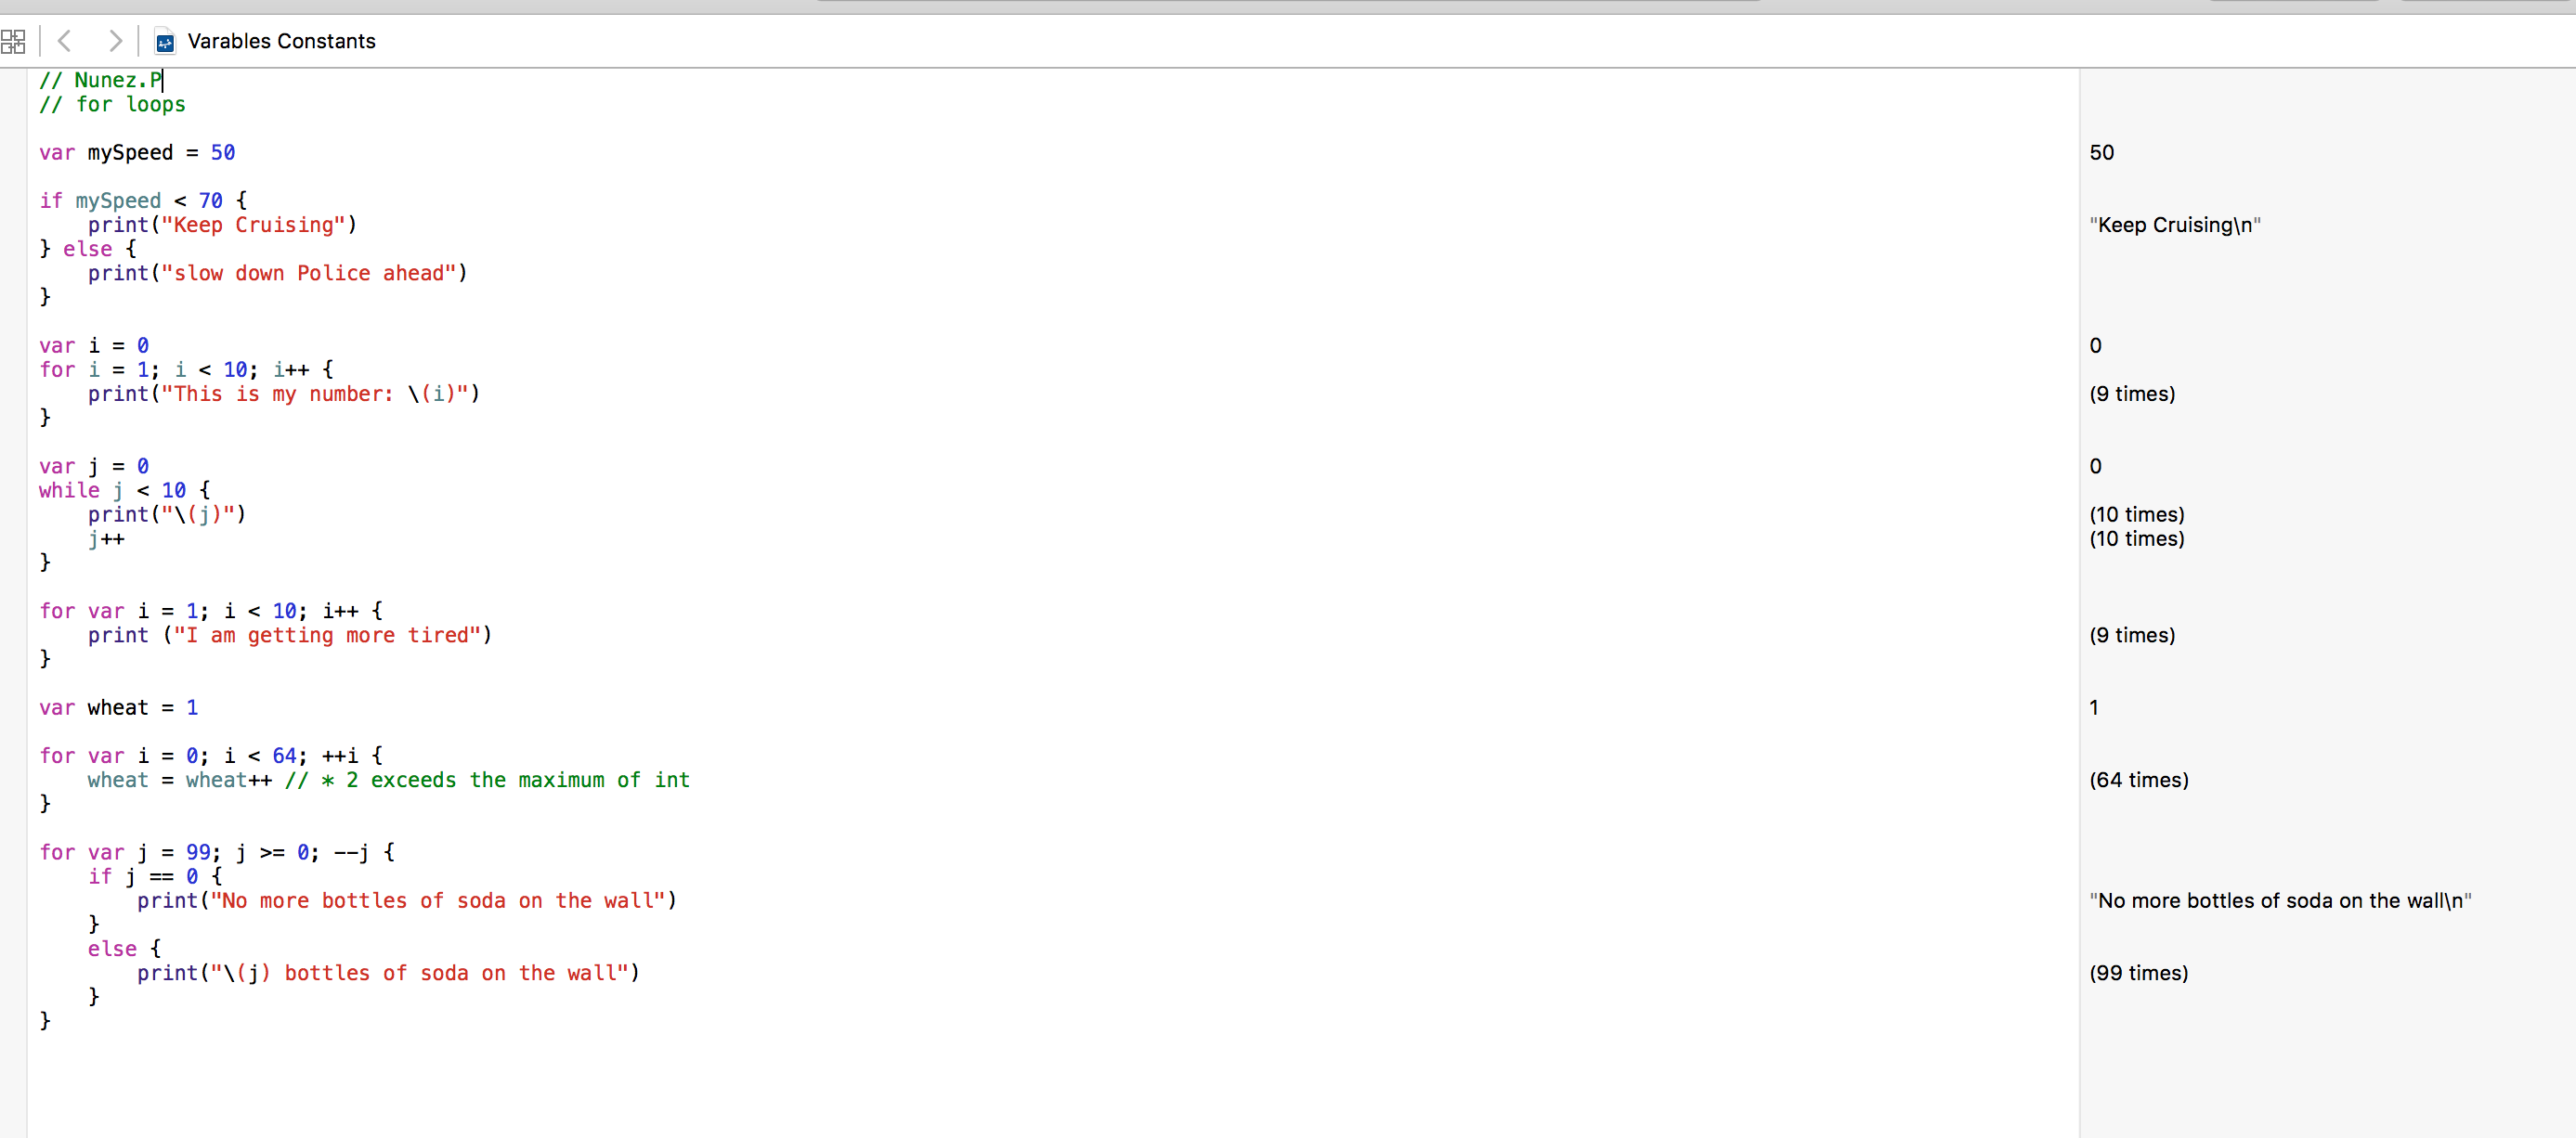 Varables Constants
// Nunez.P
// for loops
var mySpeed = 50
50
if mySpeed < 70 {
print("Keep Cruising")
"Keep Cruising\n"
} else {
print("slow down Police ahead")
}
var i = 0
0
for i = 1; i < 10; i++ {
print("This is my number: \(i)")
(9 times)
}
var j = 0
0
while j < 10 {
print("\(j)")
(10 times)
j++
(10 times)
}
for var i = 1; i < 10; i++ {
print ("I am getting more tired")
(9 times)
}
var wheat = 1
1
for var i = 0; i < 64; ++i {
wheat = wheat++ // * 2 exceeds the maximum of int
(64 times)
}
for var j = 99; j >= 0; --j {
if j == 0 {
print("No more bottles of soda on the wall")
"No more bottles of soda on the wall\n"
}
else {
print("\(j) bottles of soda on the wall")
(99 times)
}
}